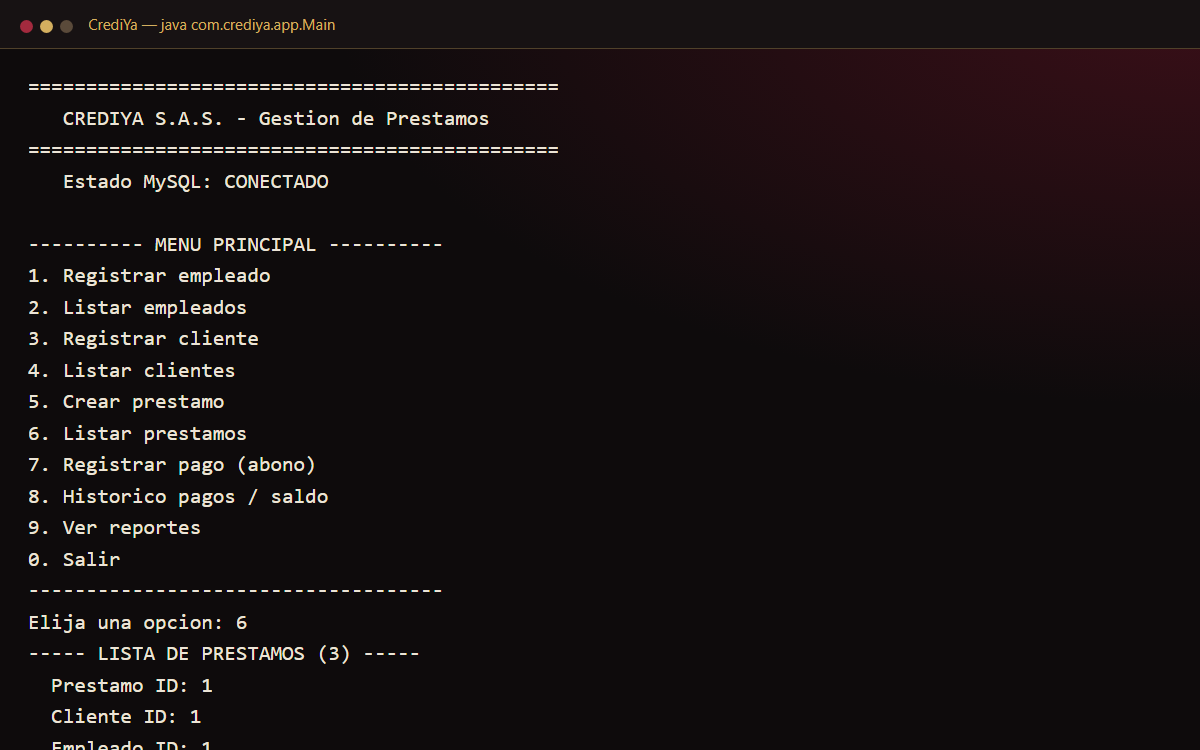 CrediYa — java com.crediya.app.Main
==============================================
CREDIYA S.A.S. - Gestion de Prestamos
==============================================
Estado MySQL: CONECTADO
---------- MENU PRINCIPAL ----------
1. Registrar empleado
2. Listar empleados
3. Registrar cliente
4. Listar clientes
5. Crear prestamo
6. Listar prestamos
7. Registrar pago (abono)
8. Historico pagos / saldo
9. Ver reportes
0. Salir
------------------------------------
Elija una opcion: 6
----- LISTA DE PRESTAMOS (3) -----
Prestamo ID: 1
Cliente ID: 1
Empleado ID: 1